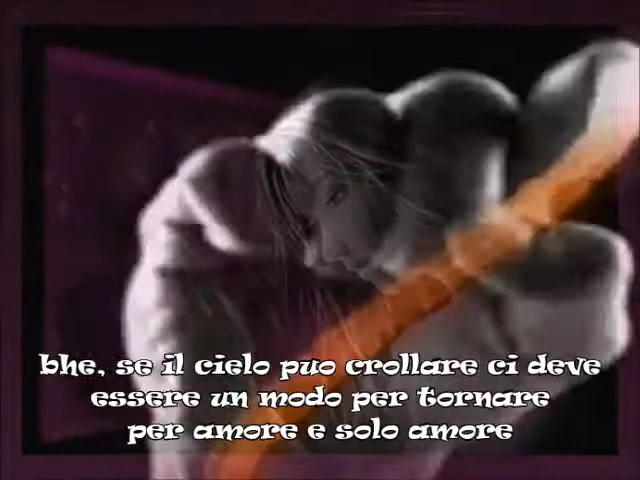 bhe, se il cielo puo crollare ci deve
essere un modo per tornare
per amore e solo amore